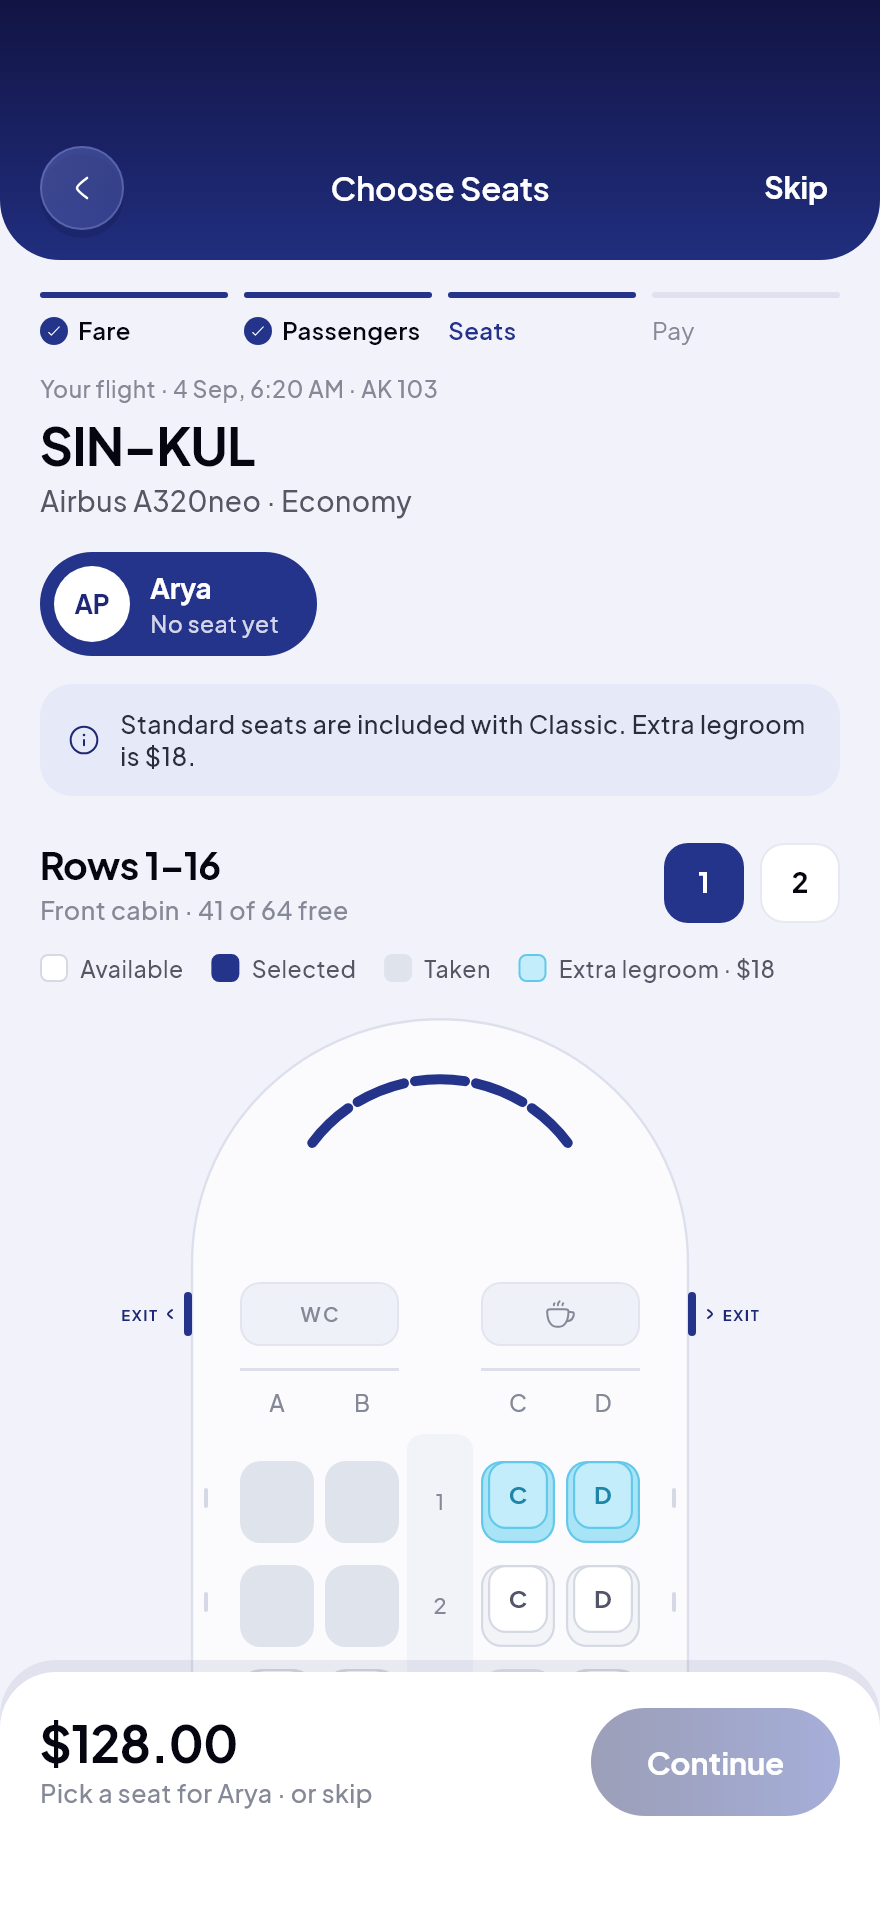 Choose Seats
Skip
Fare
Passengers
Seats
Pay
Your flight · 4 Sep, 6:20 AM · AK 103
SIN–KUL
Airbus A320neo · Economy
AP
Arya
No seat yet
Standard seats are included with Classic. Extra legroom
is $18.
Rows 1–16
1
2
Front cabin · 41 of 64 free
Available
Selected
Taken
Extra legroom · $18
EXIT
WC
EXIT
A
B
C
D
1
C
D
2
C
D
$128.00
Pick a seat for Arya · or skip
Continue